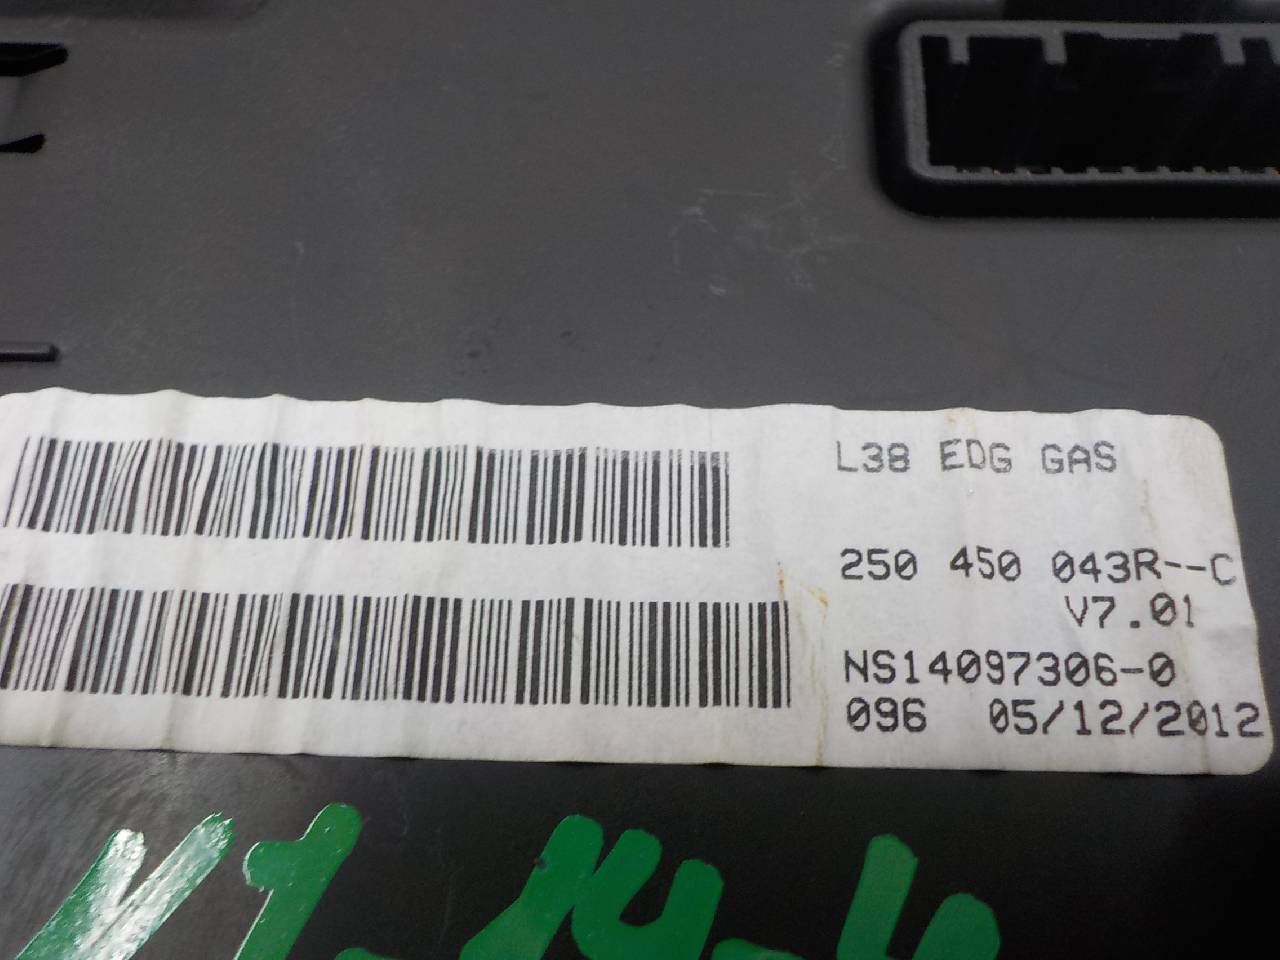 L38 EDG GAS
250 450 043R--C
V7.01
NS14097306-0
096 05/12/2012